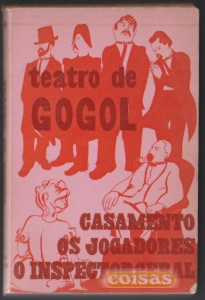 teatro de
GOGOL
CASAMENTO
OS JOGADORES
O INSPECTOR GERAL
coisas